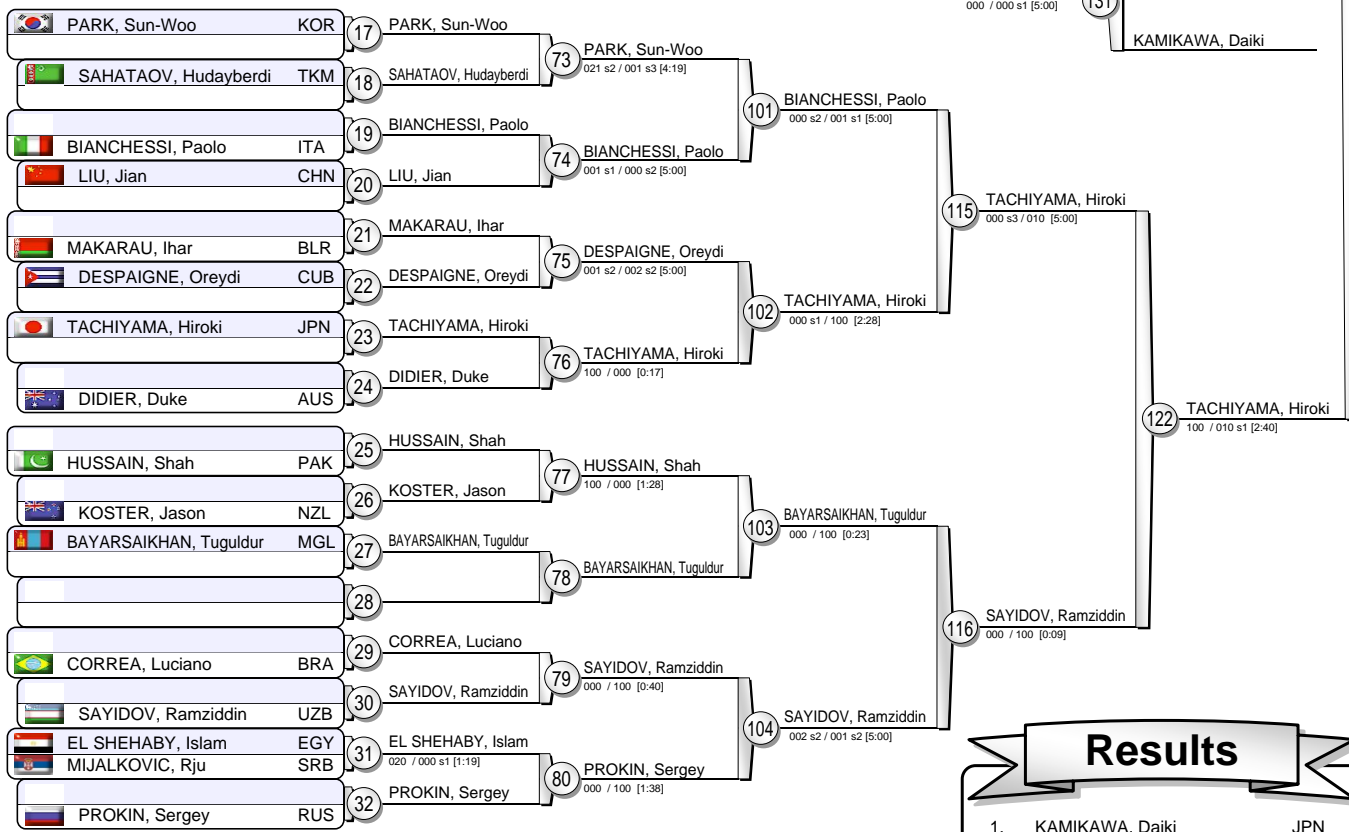 000 / 000 s1 [5:00]
131
KAMIKAWA, Daiki
PARK, Sun-Woo KOR
17
PARK, Sun-Woo
73
PARK, Sun-Woo
021 s2 / 001 s3 [4:19]
SAHATAOV, Hudayberdi TKM
18
SAHATAOV, Hudayberdi
101
BIANCHESSI, Paolo
000 s2 / 001 s1 [5:00]
BIANCHESSI, Paolo ITA
19
BIANCHESSI, Paolo
74
BIANCHESSI, Paolo
001 s1 / 000 s2 [5:00]
LIU, Jian CHN
20
LIU, Jian
115
TACHIYAMA, Hiroki
000 s3 / 010 [5:00]
MAKARAU, Ihar BLR
21
MAKARAU, Ihar
75
DESPAIGNE, Oreydi
001 s2 / 002 s2 [5:00]
DESPAIGNE, Oreydi CUB
22
DESPAIGNE, Oreydi
102
TACHIYAMA, Hiroki
000 s1 / 100 [2:28]
TACHIYAMA, Hiroki JPN
23
TACHIYAMA, Hiroki
76
TACHIYAMA, Hiroki
100 / 000 [0:17]
DIDIER, Duke AUS
24
DIDIER, Duke
122
TACHIYAMA, Hiroki
100 / 010 s1 [2:40]
HUSSAIN, Shah PAK
25
HUSSAIN, Shah
77
HUSSAIN, Shah
100 / 000 [1:28]
KOSTER, Jason NZL
26
KOSTER, Jason
103
BAYARSAIKHAN, Tuguldur
000 / 100 [0:23]
BAYARSAIKHAN, Tuguldur MGL
27
BAYARSAIKHAN, Tuguldur
78
BAYARSAIKHAN, Tuguldur
28
116
SAYIDOV, Ramziddin
000 / 100 [0:09]
CORREA, Luciano BRA
29
CORREA, Luciano
79
SAYIDOV, Ramziddin
000 / 100 [0:40]
SAYIDOV, Ramziddin UZB
30
SAYIDOV, Ramziddin
104
SAYIDOV, Ramziddin
002 s2 / 001 s2 [5:00]
EL SHEHABY, Islam EGY
MIJALKOVIC, Rju SRB
31
EL SHEHABY, Islam
020 / 000 s1 [1:19]
80
PROKIN, Sergey
000 / 100 [1:38]
PROKIN, Sergey RUS
32
PROKIN, Sergey
Results
1. KAMIKAWA, Daiki JPN